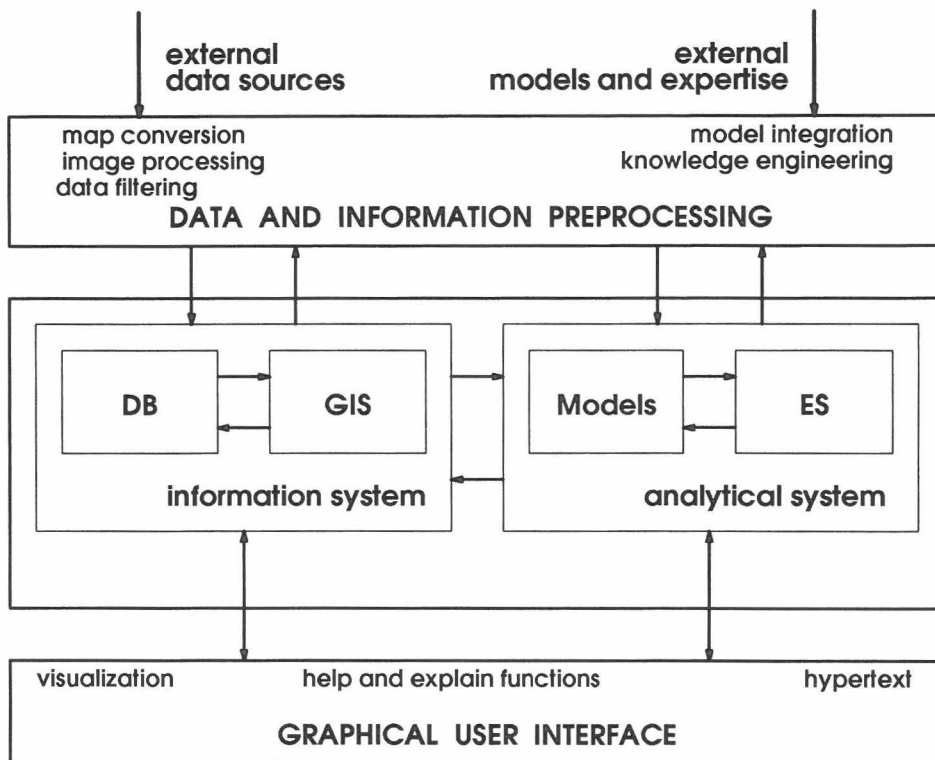 external
data sources
external
models and expertise
map conversion
image processing
data filtering
model integration
knowledge engineering
DATA AND INFORMATION PREPROCESSING
DB
GIS
information system
Models
ES
analytical system
visualization
help and explain functions
hypertext
GRAPHICAL USER INTERFACE